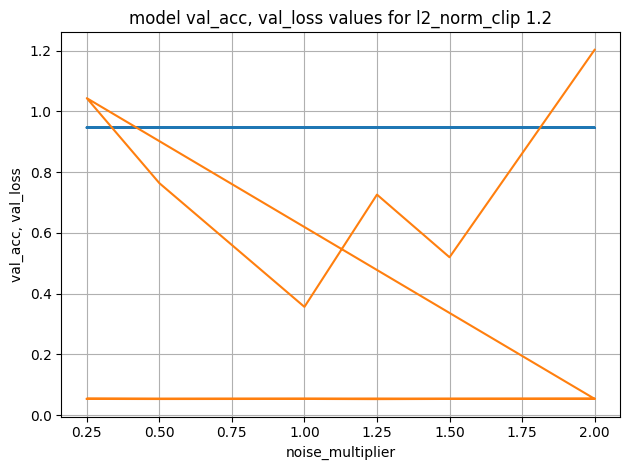 model val_acc, val_loss values for l2_norm_clip 1.2
val_acc, val_loss
1.2
1.0
0.8
0.6
0.4
0.2
0.0
0.25 0.50 0.75 1.00 1.25 1.50 1.75 2.00
noise_multiplier